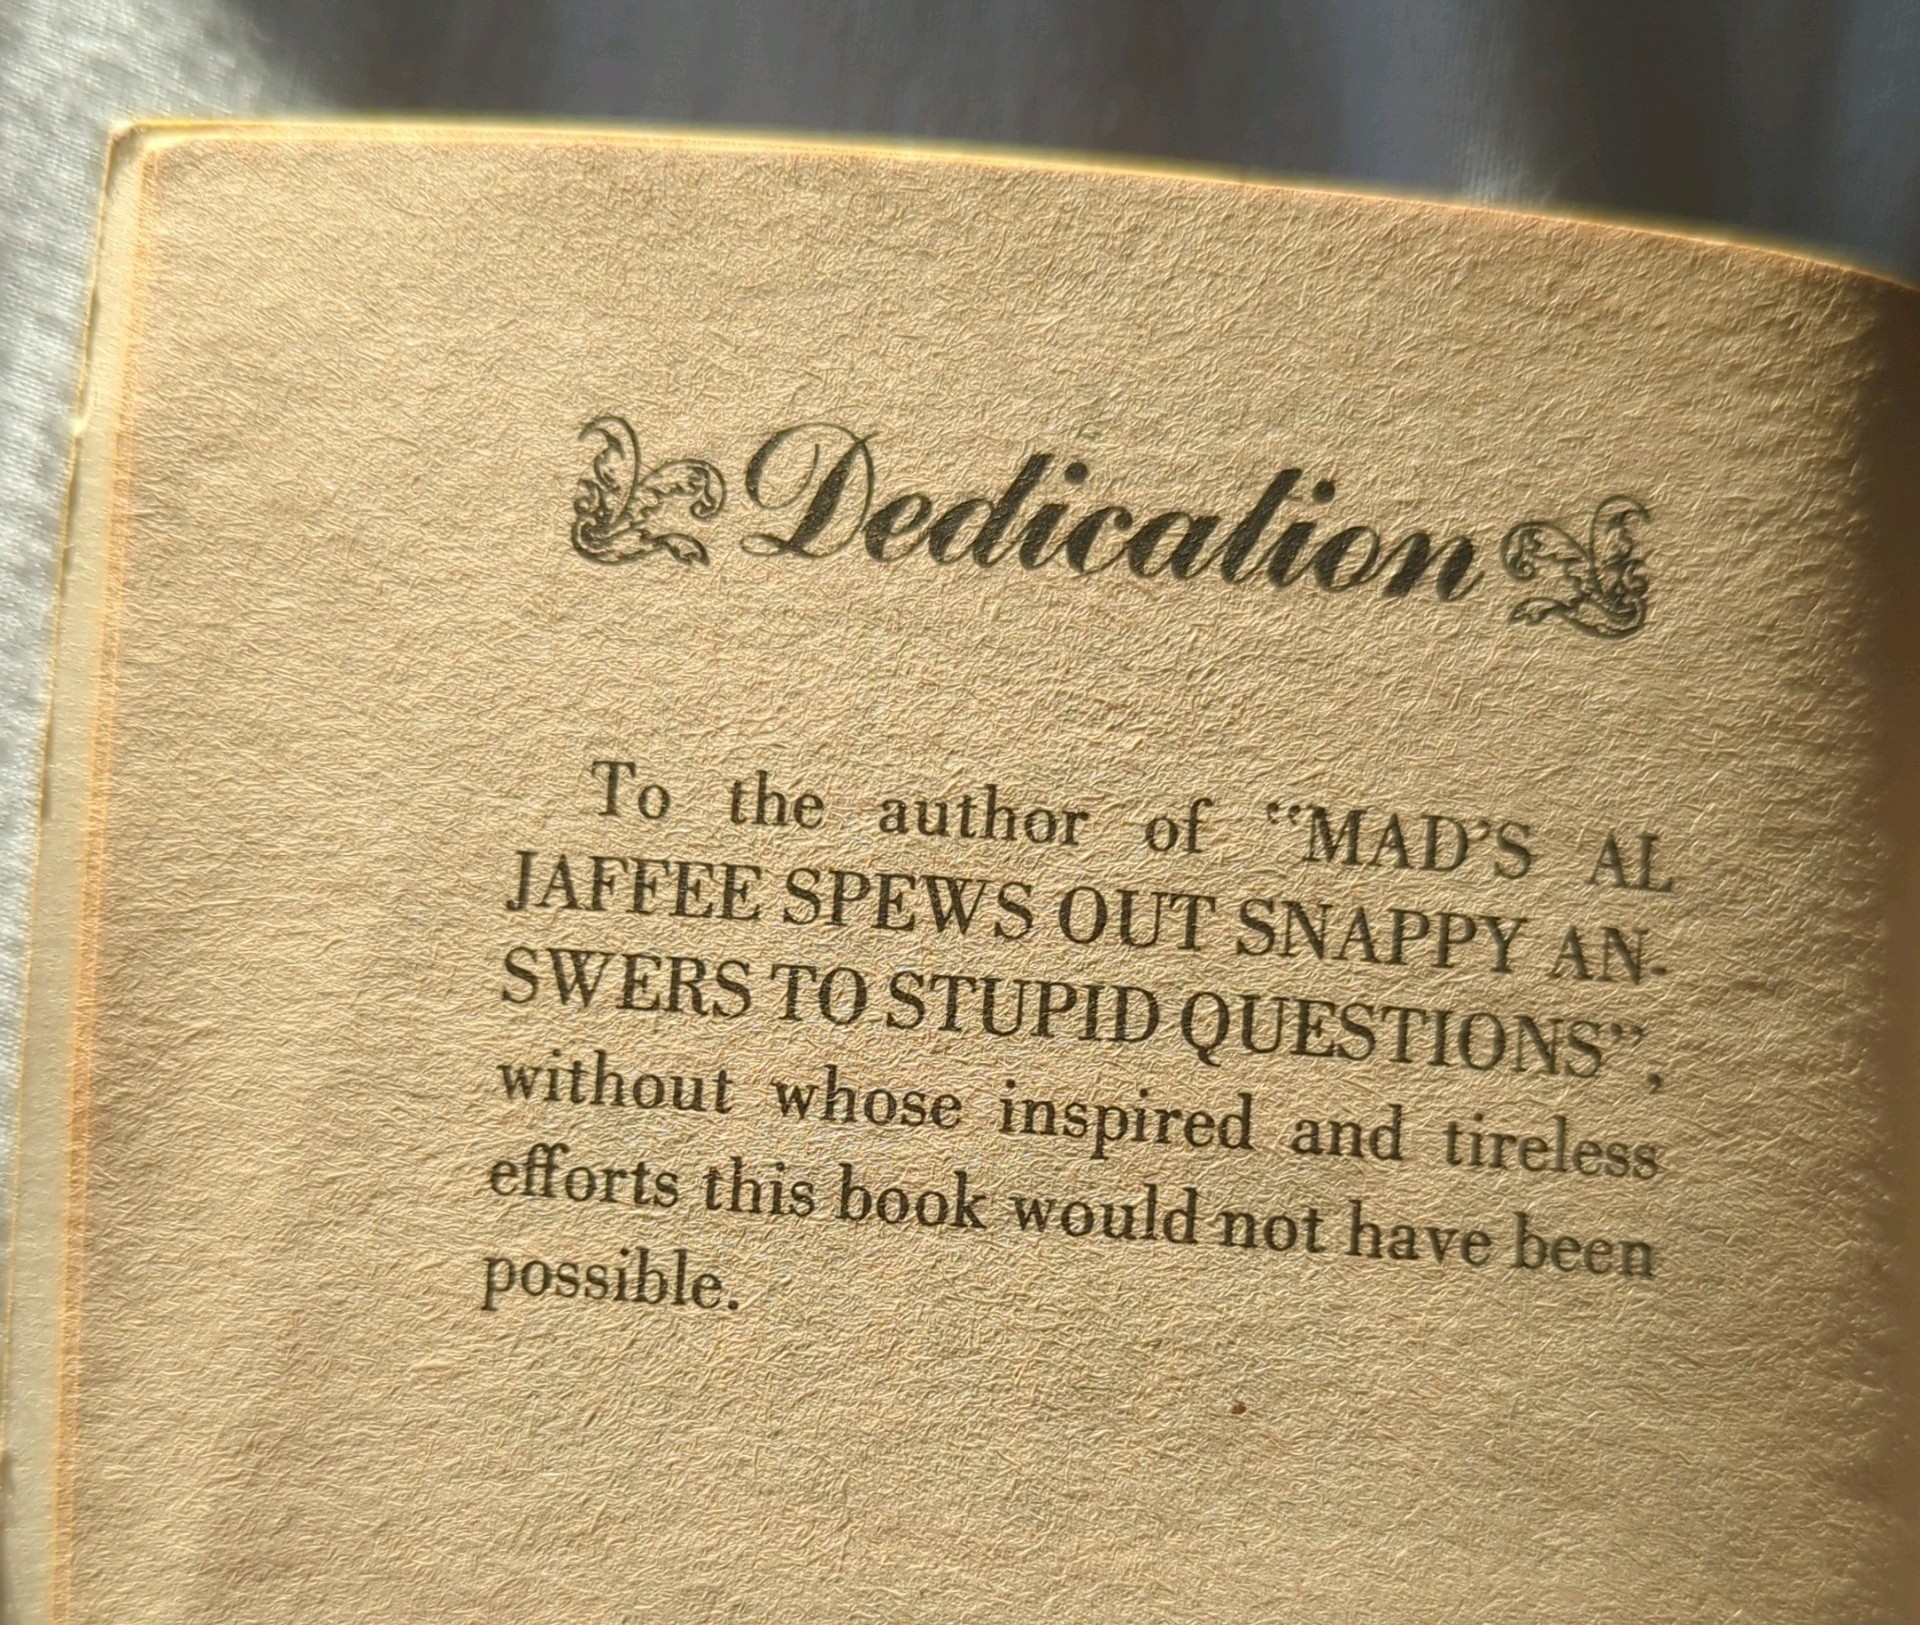 Dedication
To the author of “MAD’S AL
JAFFEE SPEWS OUT SNAPPY AN-
SWERS TO STUPID QUESTIONS”,
without whose inspired and tireless
efforts this book would not have been
possible.